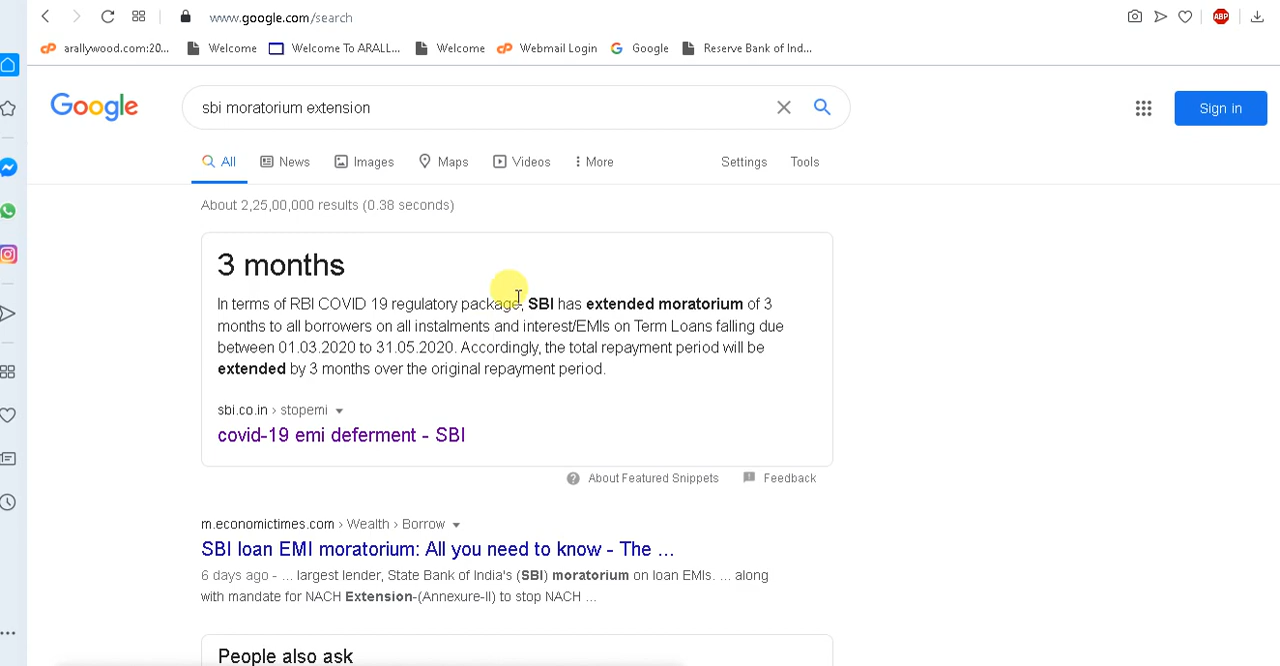 www.google.com/search
ABP
arallywood.com:20... Welcome Welcome To ARALL... Welcome Webmail Login Google Reserve Bank of Ind...
Google
sbi moratorium extension
Sign in
All News Images Maps Videos More Settings Tools
About 2,25,00,000 results (0.38 seconds)
3 months
In terms of RBI COVID 19 regulatory package, SBI has extended moratorium of 3
months to all borrowers on all instalments and interest/EMIs on Term Loans falling due
between 01.03.2020 to 31.05.2020. Accordingly, the total repayment period will be
extended by 3 months over the original repayment period.
sbi.co.in › stopemi
covid-19 emi deferment - SBI
About Featured Snippets Feedback
m.economictimes.com › Wealth › Borrow
SBI loan EMI moratorium: All you need to know - The ...
6 days ago - ... largest lender, State Bank of India's (SBI) moratorium on loan EMIs. ... along
with mandate for NACH Extension-(Annexure-II) to stop NACH ...
People also ask